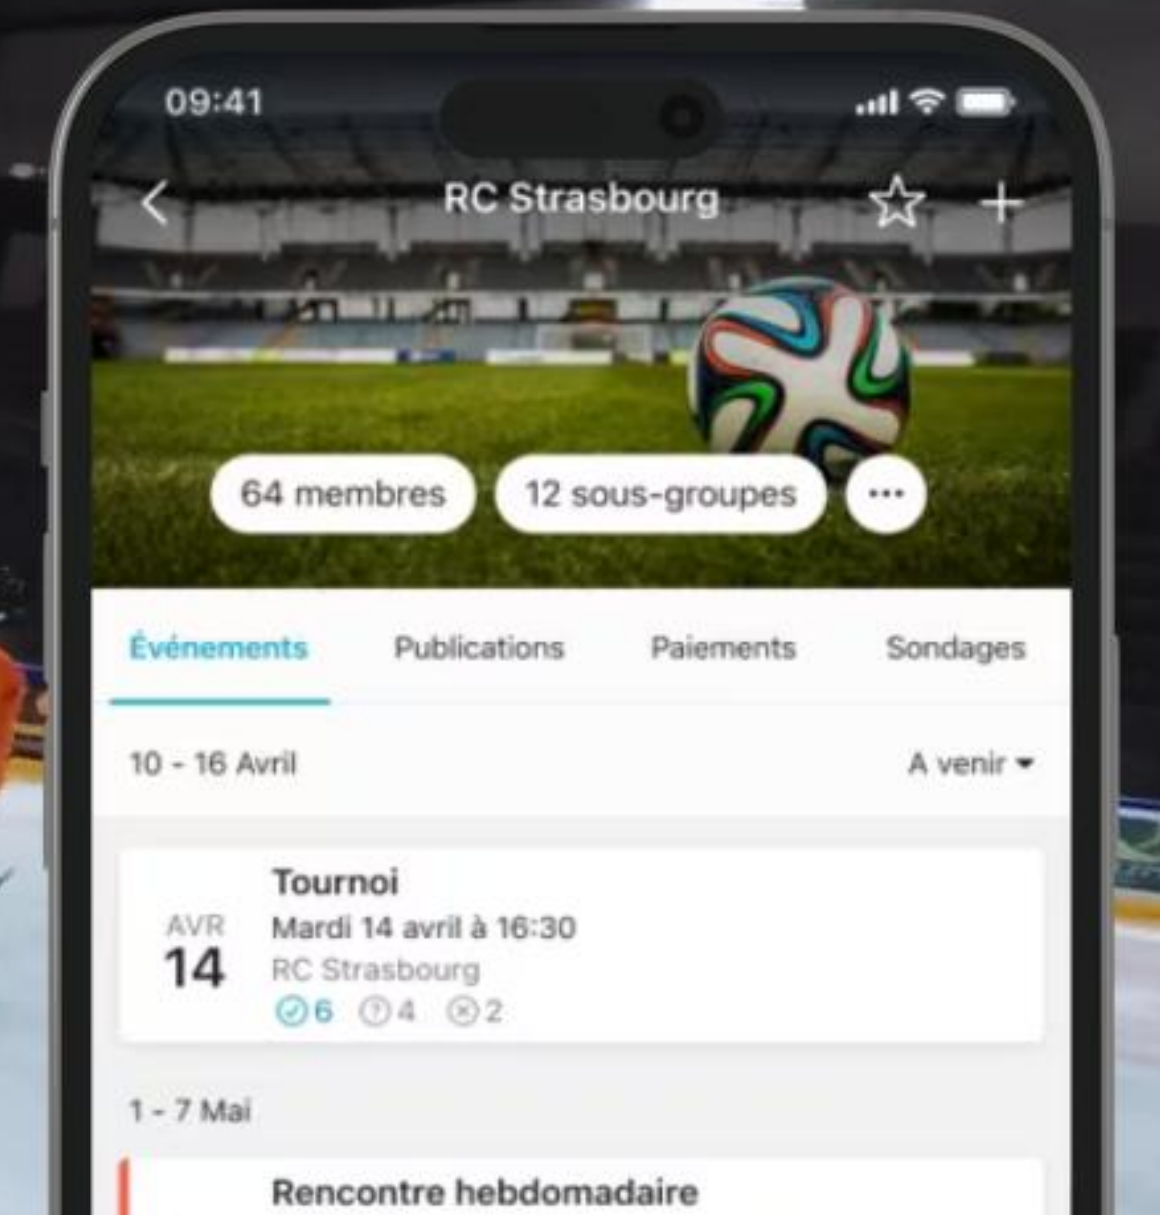 09:41
RC Strasbourg
64 membres 12 sous-groupes ...
Événements Publications Paiements Sondages
10 - 16 Avril A venir
Tournoi
AVR Mardi 14 avril à 16:30
14 RC Strasbourg
6 4 2
1 - 7 Mai
Rencontre hebdomadaire